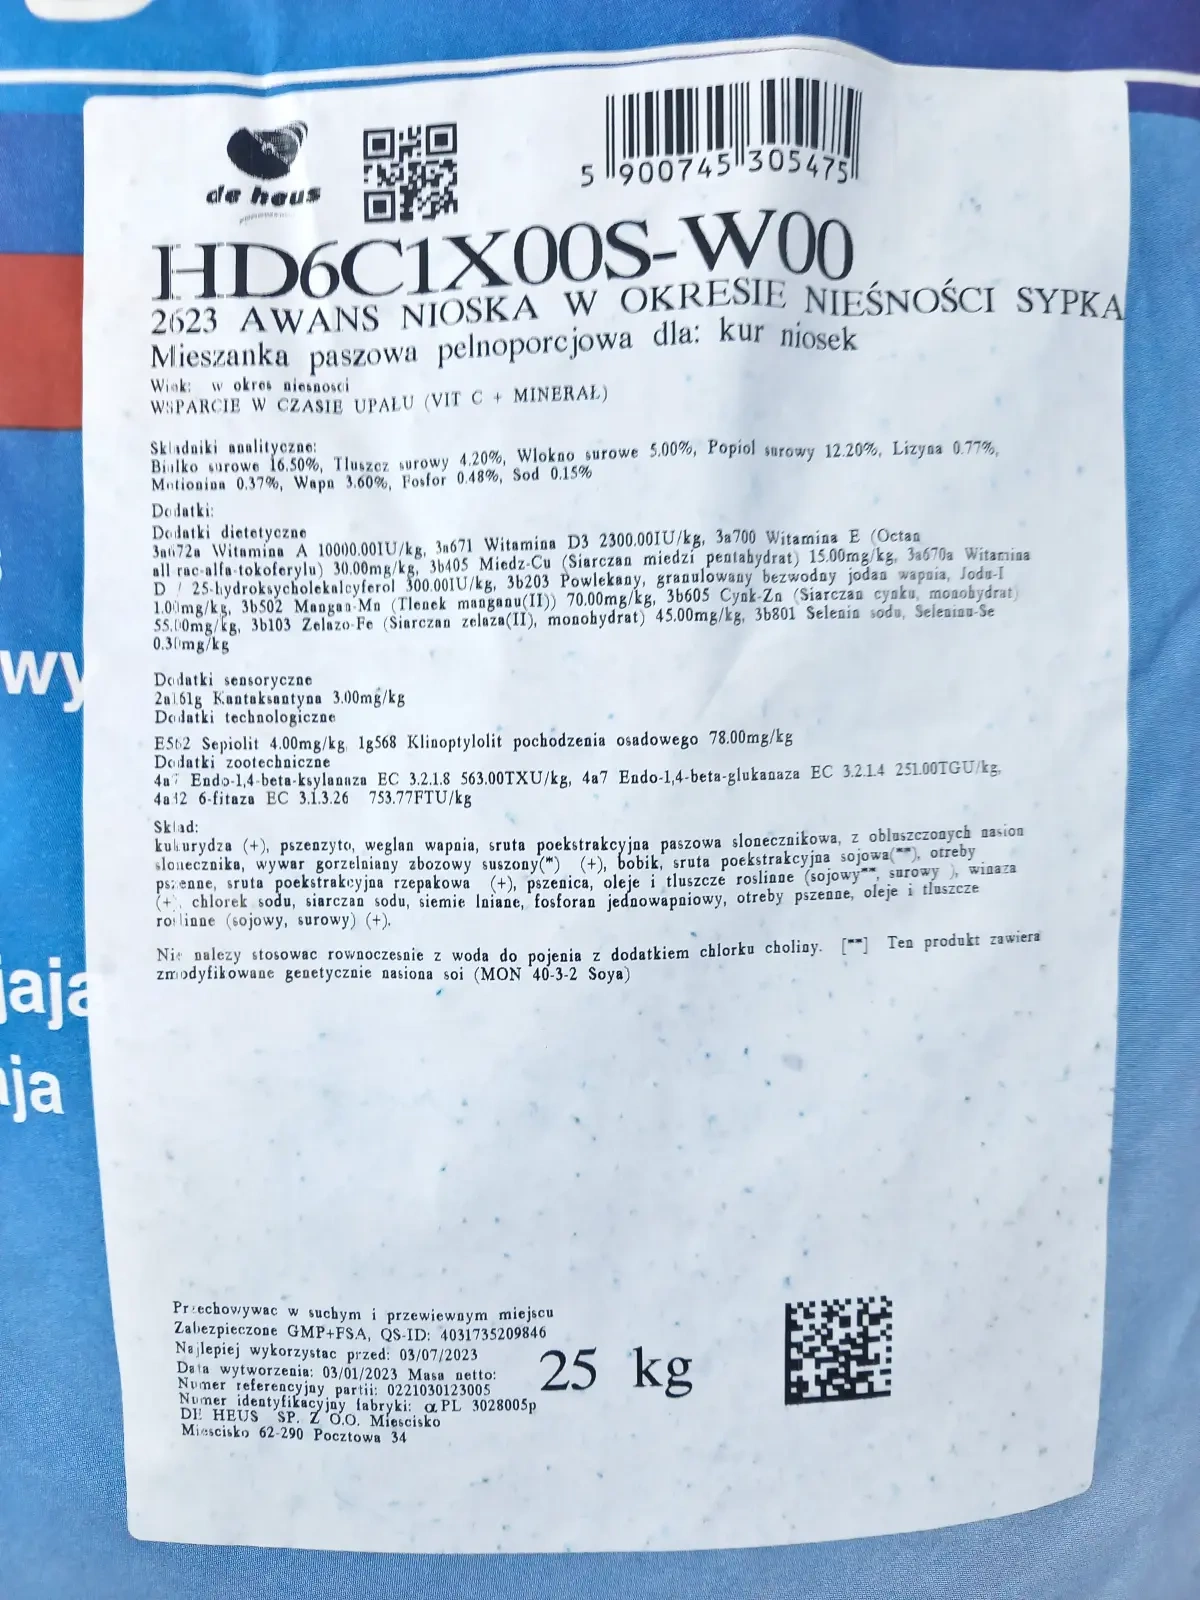 de heus
5 900745 305475
HD6C1X00S-W00
2623 AWANS NIOSKA W OKRESIE NIEŚNOŚCI SYPKA
Mieszanka paszowa pelnoporcjowa dla: kur niosek
Wiek: w okres niesnosci
WSPARCIE W CZASIE UPAŁU (VIT C + MINERAŁ)
Skladniki analityczne:
Bialko surowe 16.50%, Tluszcz surowy 4.20%, Wlokno surowe 5.00%, Popiol surowy 12.20%, Lizyna 0.77%,
Metionina 0.37%, Wapn 3.60%, Fosfor 0.48%, Sod 0.15%
Dodatki:
Dodatki dietetyczne
3a672a Witamina A 10000.00IU/kg, 3a671 Witamina D3 2300.00IU/kg, 3a700 Witamina E (Octan
all rac-alfa-tokoferylu) 30.00mg/kg, 3b405 Miedz-Cu (Siarczan miedzi pentahydrat) 15.00mg/kg, 3a670a Witamina
D / 25-hydroksycholekalcyferol 300.00IU/kg, 3b203 Powlekany, granulowany bezwodny jodan wapnia, Jodu-I
1.00mg/kg, 3b502 Mangan-Mn (Tlenek manganu(II)) 70.00mg/kg, 3b605 Cynk-Zn (Siarczan cynku, monohydrat)
55.00mg/kg, 3b103 Zelazo-Fe (Siarczan zelaza(II), monohydrat) 45.00mg/kg, 3b801 Selenin sodu, Seleninu-Se
0.30mg/kg
Dodatki sensoryczne
2a161g Kantaksantyna 3.00mg/kg
Dodatki technologiczne
E562 Sepiolit 4.00mg/kg, 1g568 Klinoptylolit pochodzenia osadowego 78.00mg/kg
Dodatki zootechniczne
4a7 Endo-1,4-beta-ksylanaza EC 3.2.1.8 563.00TXU/kg, 4a7 Endo-1,4-beta-glukanaza EC 3.2.1.4 251.00TGU/kg,
4a12 6-fitaza EC 3.1.3.26 753.77FTU/kg
Sklad:
kukurydza (+), pszenzyto, weglan wapnia, sruta poekstrakcyjna paszowa slonecznikowa, z obluszczonych nasion
slonecznika, wywar gorzelniany zbozowy suszony(*) (+), bobik, sruta poekstrakcyjna sojowa(**), otreby
pszenne, sruta poekstrakcyjna rzepakowa (+), pszenica, oleje i tluszcze roslinne (sojowy**, surowy ), winaza
(+), chlorek sodu, siarczan sodu, siemie lniane, fosforan jednowapniowy, otreby pszenne, oleje i tluszcze
roslinne (sojowy, surowy) (+).
Nie nalezy stosowac rownoczesnie z woda do pojenia z dodatkiem chlorku choliny. [**] Ten produkt zawiera
zmodyfikowane genetycznie nasiona soi (MON 40-3-2 Soya)
wy
jaja
ja
Przechowywac w suchym i przewiewnym miejscu
Zabezpieczone GMP+FSA, QS-ID: 4031735209846
Najlepiej wykorzystac przed: 03/07/2023
Data wytworzenia: 03/01/2023 Masa netto: 25 kg
Numer referencyjny partii: 0221030123005
Numer identyfikacyjny fabryki: αPL 3028005p
DE HEUS SP. Z O.O. Miescisko
Miescisko 62-290 Pocztowa 34